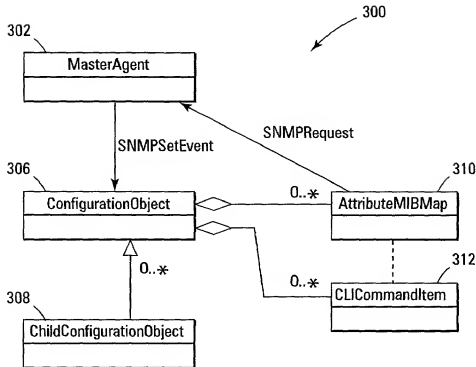 300
302
MasterAgent
SNMPSetEvent
SNMPRequest
306
ConfigurationObject
0..*
310
AttributeMIBMap
0..*
308
ChildConfigurationObject
0..*
312
CLICommandItem